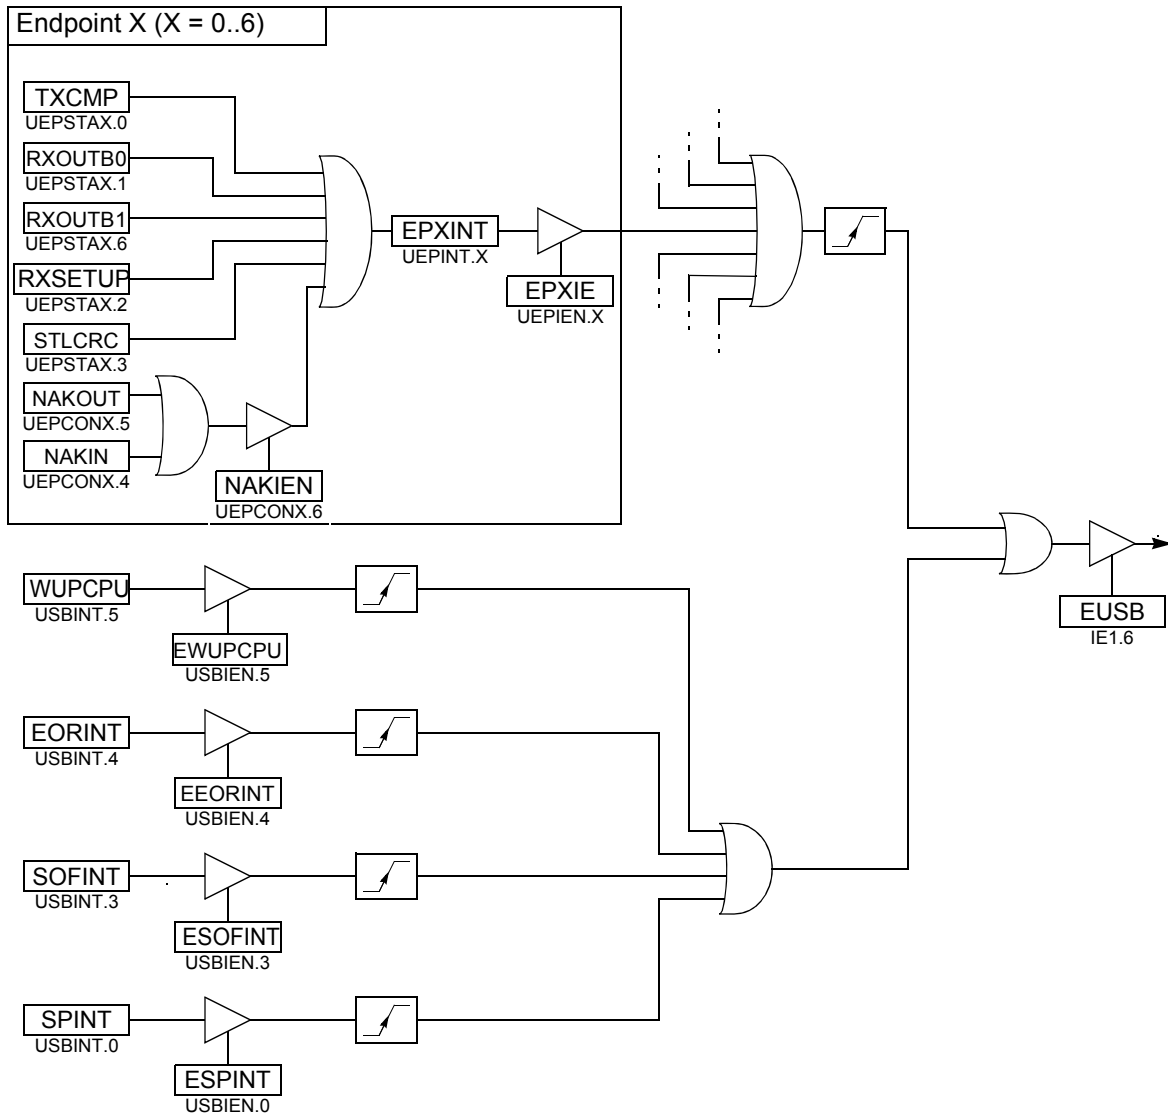 Endpoint X (X = 0..6)
TXCMP
UEPSTAX.0
RXOUTB0
UEPSTAX.1
RXOUTB1
UEPSTAX.6
RXSETUP
UEPSTAX.2
STLCRC
UEPSTAX.3
NAKOUT
UEPCONX.5
NAKIN
UEPCONX.4
NAKIEN
UEPCONX.6
EPXINT
UEPINT.X
EPXIE
UEPIEN.X
WUPCPU
USBINT.5
EWUPCPU
USBIEN.5
EORINT
USBINT.4
EEORINT
USBIEN.4
SOFINT
USBINT.3
ESOFINT
USBIEN.3
SPINT
USBINT.0
ESPINT
USBIEN.0
EUSB
IE1.6